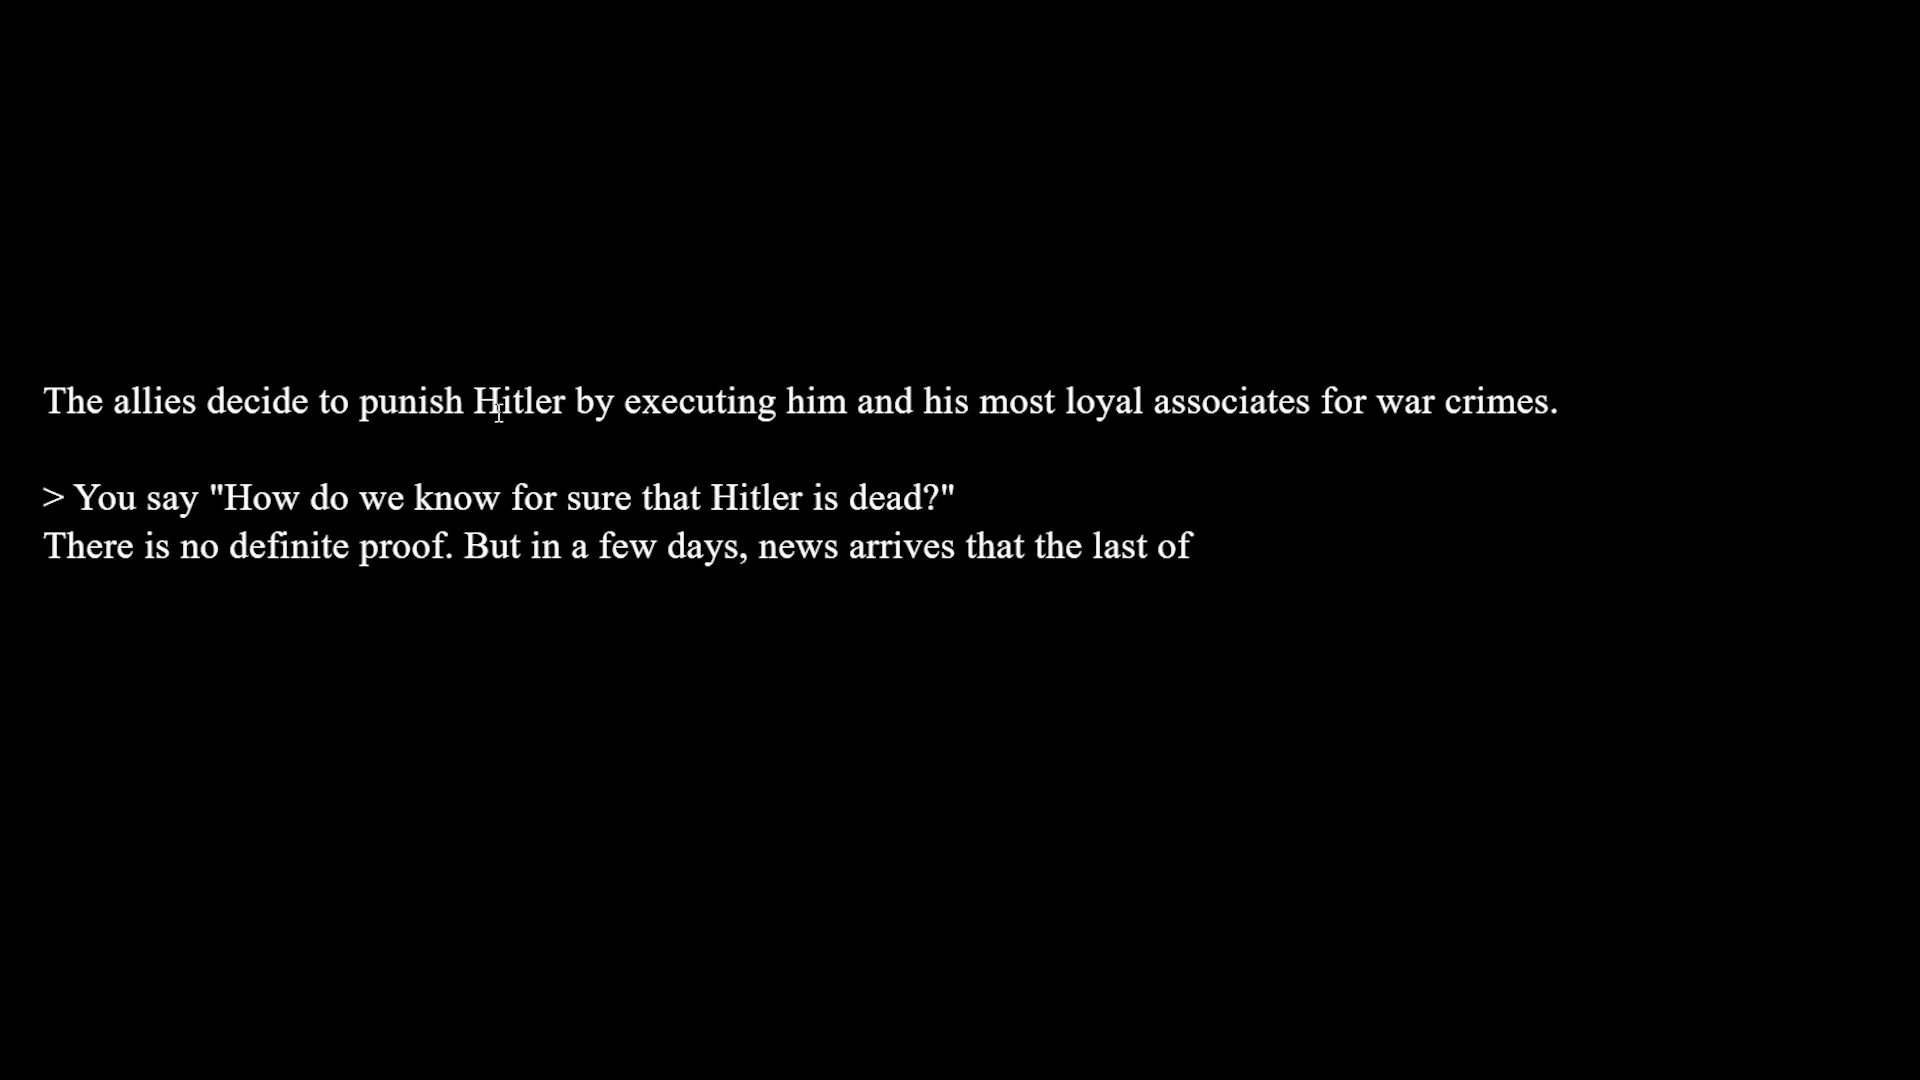 The allies decide to punish Hitler by executing him and his most loyal associates for war crimes.
> You say "How do we know for sure that Hitler is dead?"
There is no definite proof. But in a few days, news arrives that the last of